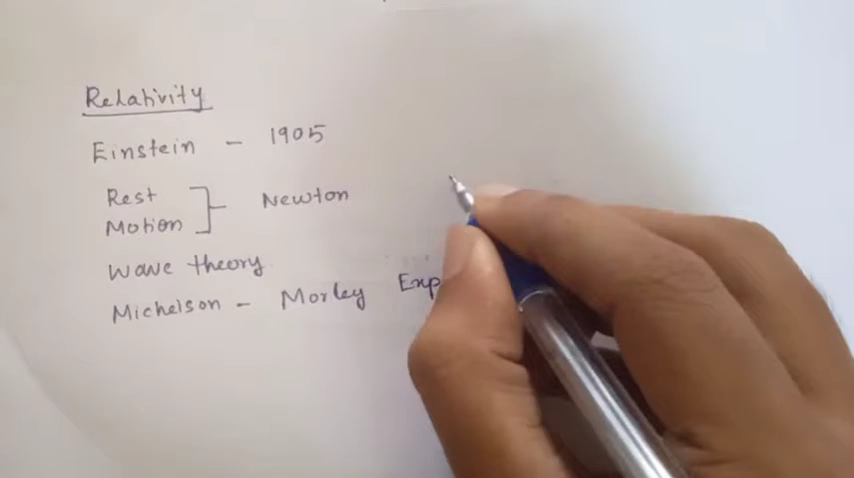 Relativity
Einstein - 1905
Rest
Motion ] - Newton
Wave theory
Michelson - Morley Exp